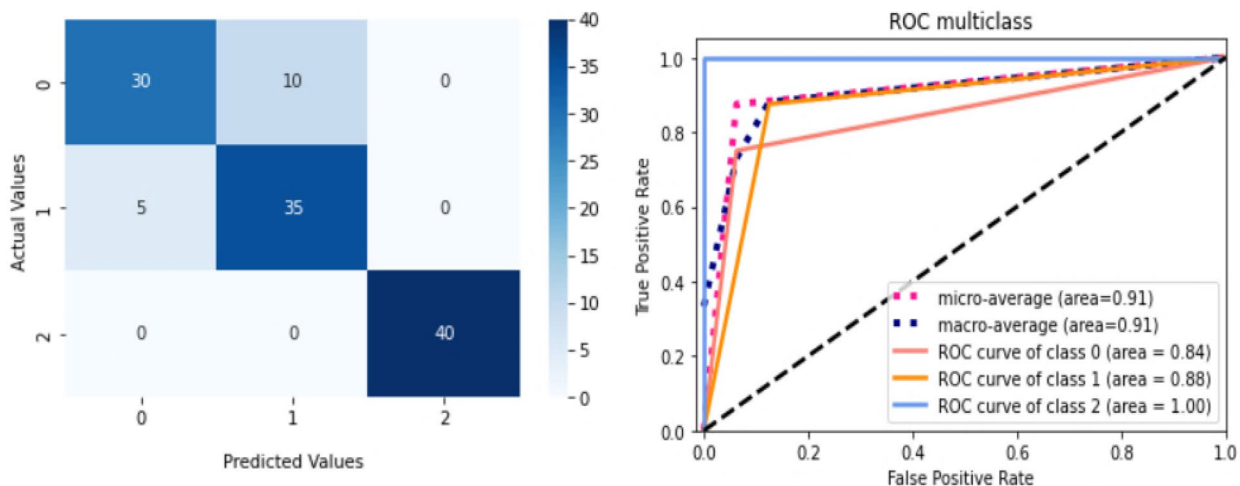 30 10 0
5 35 0
0 0 40
0
1
2
Actual Values
0 1 2
Predicted Values
40
35
30
25
20
15
10
5
0
ROC multiclass
1.0
0.8
0.6
0.4
0.2
0.0
True Positive Rate
micro-average (area=0.91)
macro-average (area=0.91)
ROC curve of class 0 (area = 0.84)
ROC curve of class 1 (area = 0.88)
ROC curve of class 2 (area = 1.00)
0.0 0.2 0.4 0.6 0.8 1.0
False Positive Rate